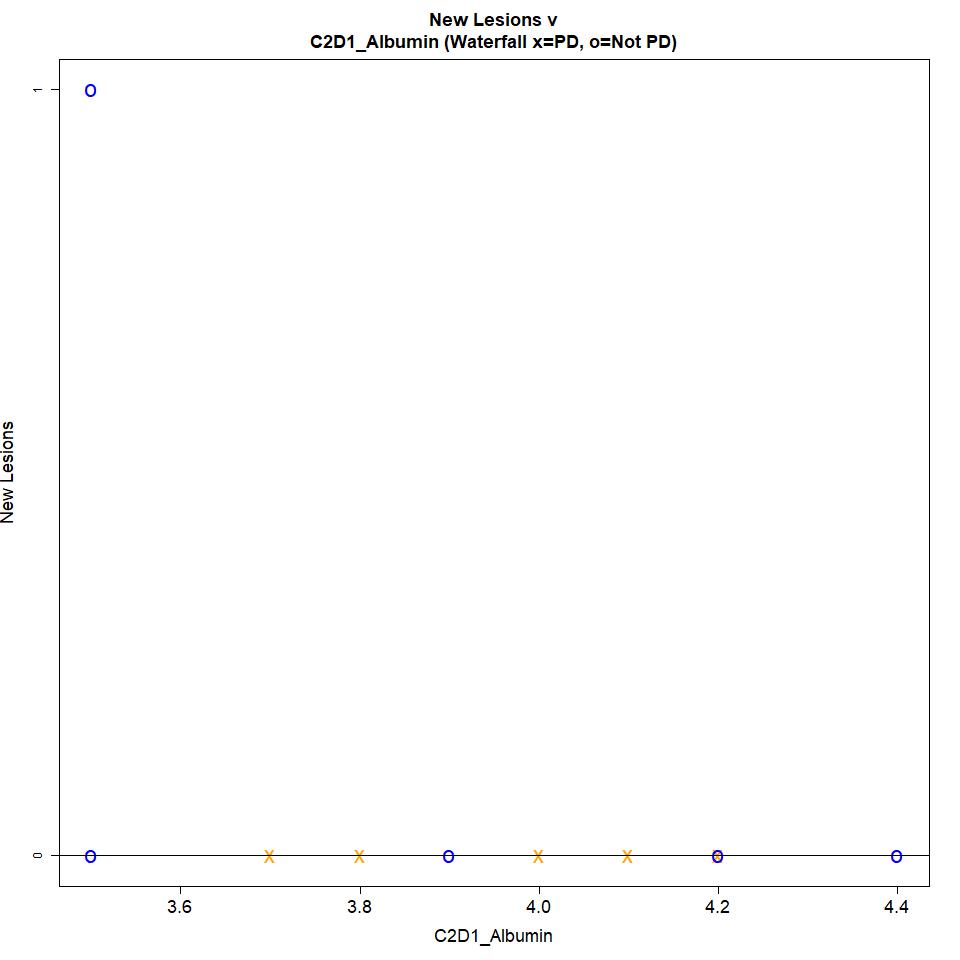 New Lesions v
C2D1_Albumin (Waterfall x=PD, o=Not PD)
1
o
New Lesions
0
o x x o x x x o o
3.6 3.8 4.0 4.2 4.4
C2D1_Albumin